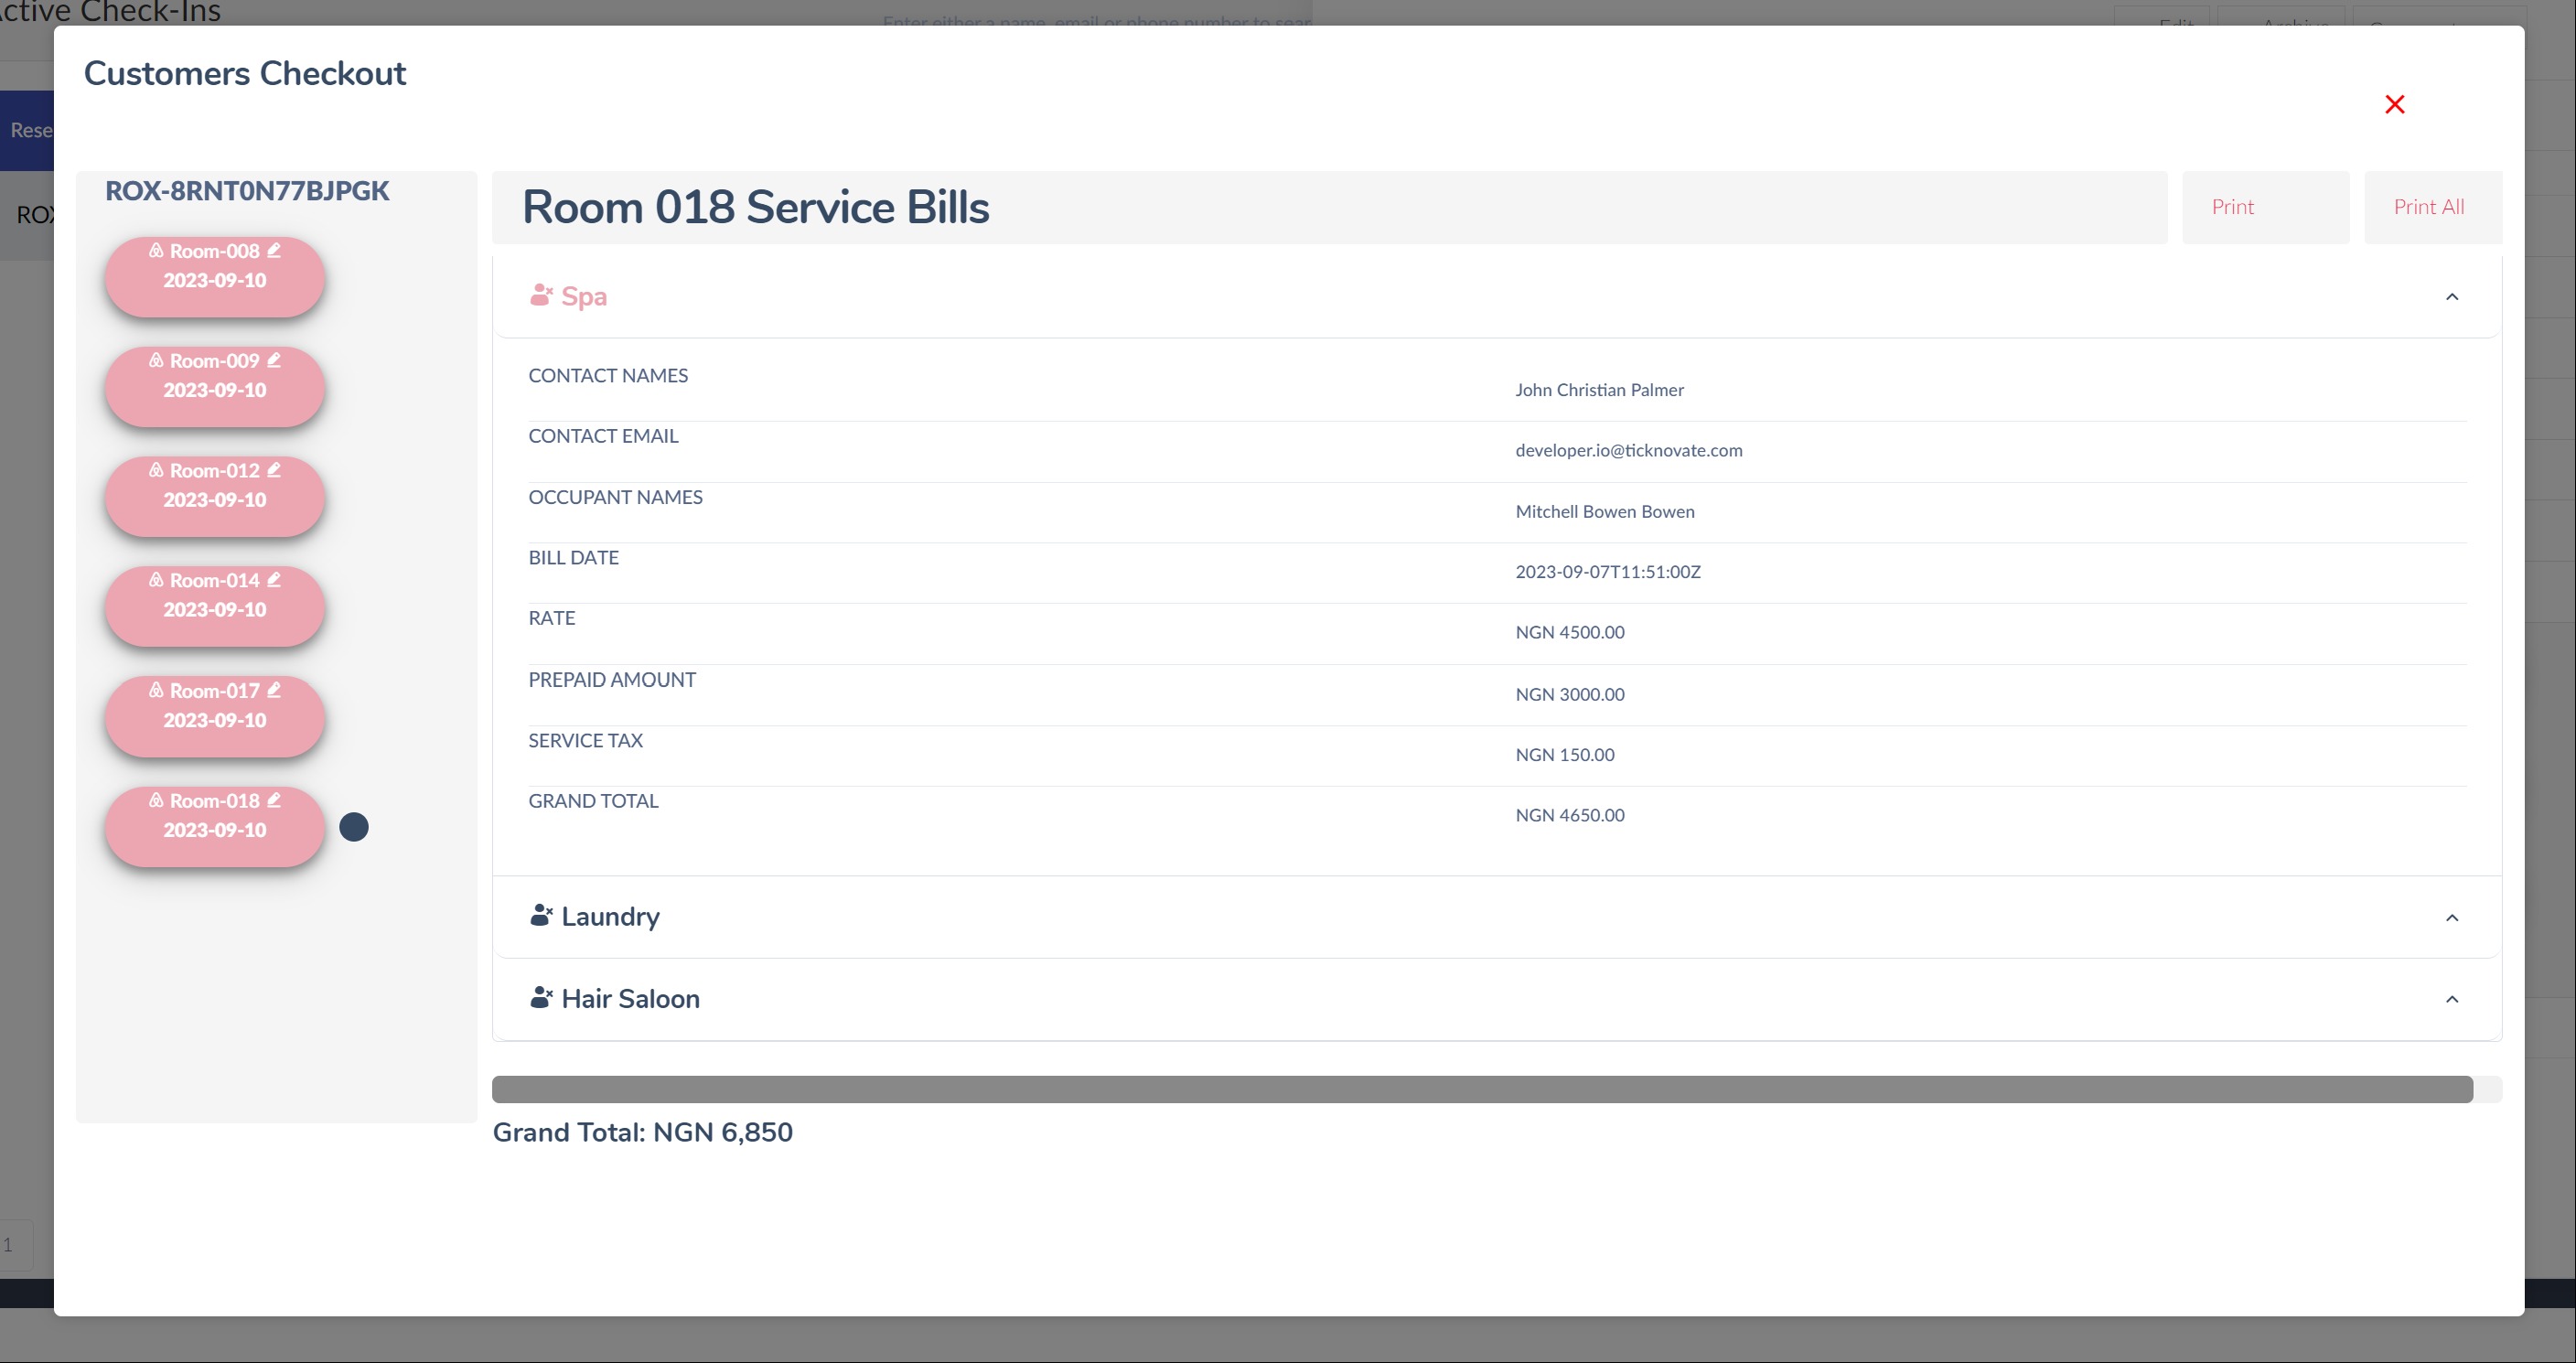 ctive Check-Ins
Enter either a name, email or phone number to sear
Customers Checkout
Rese
ROX
ROX-8RNT0N77BJPGK
Room-008
2023-09-10
Room-009
2023-09-10
Room-012
2023-09-10
Room-014
2023-09-10
Room-017
2023-09-10
Room-018
2023-09-10
Room 018 Service Bills
Print
Print All
Spa
CONTACT NAMES
John Christian Palmer
CONTACT EMAIL
developer.io@ticknovate.com
OCCUPANT NAMES
Mitchell Bowen Bowen
BILL DATE
2023-09-07T11:51:00Z
RATE
NGN 4500.00
PREPAID AMOUNT
NGN 3000.00
SERVICE TAX
NGN 150.00
GRAND TOTAL
NGN 4650.00
Laundry
Hair Saloon
Grand Total: NGN 6,850
1